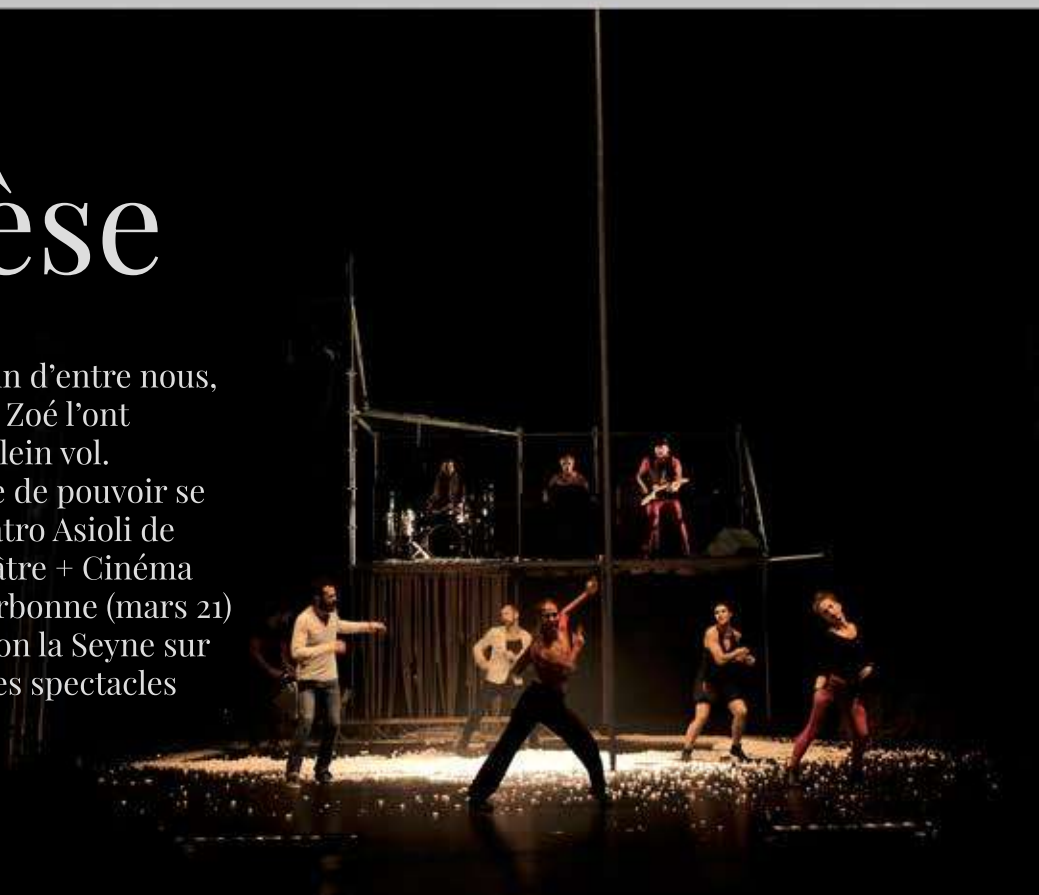 èse
n d'entre nous,
Zoé l'ont
lein vol.
e de pouvoir se
tro Asioli de
âtre + Cinéma
rbonne (mars 21)
on la Seyne sur
es spectacles